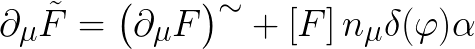 ∂_μ F̃ = (∂_μ F)^∼ + [F] n_μ δ(φ)α